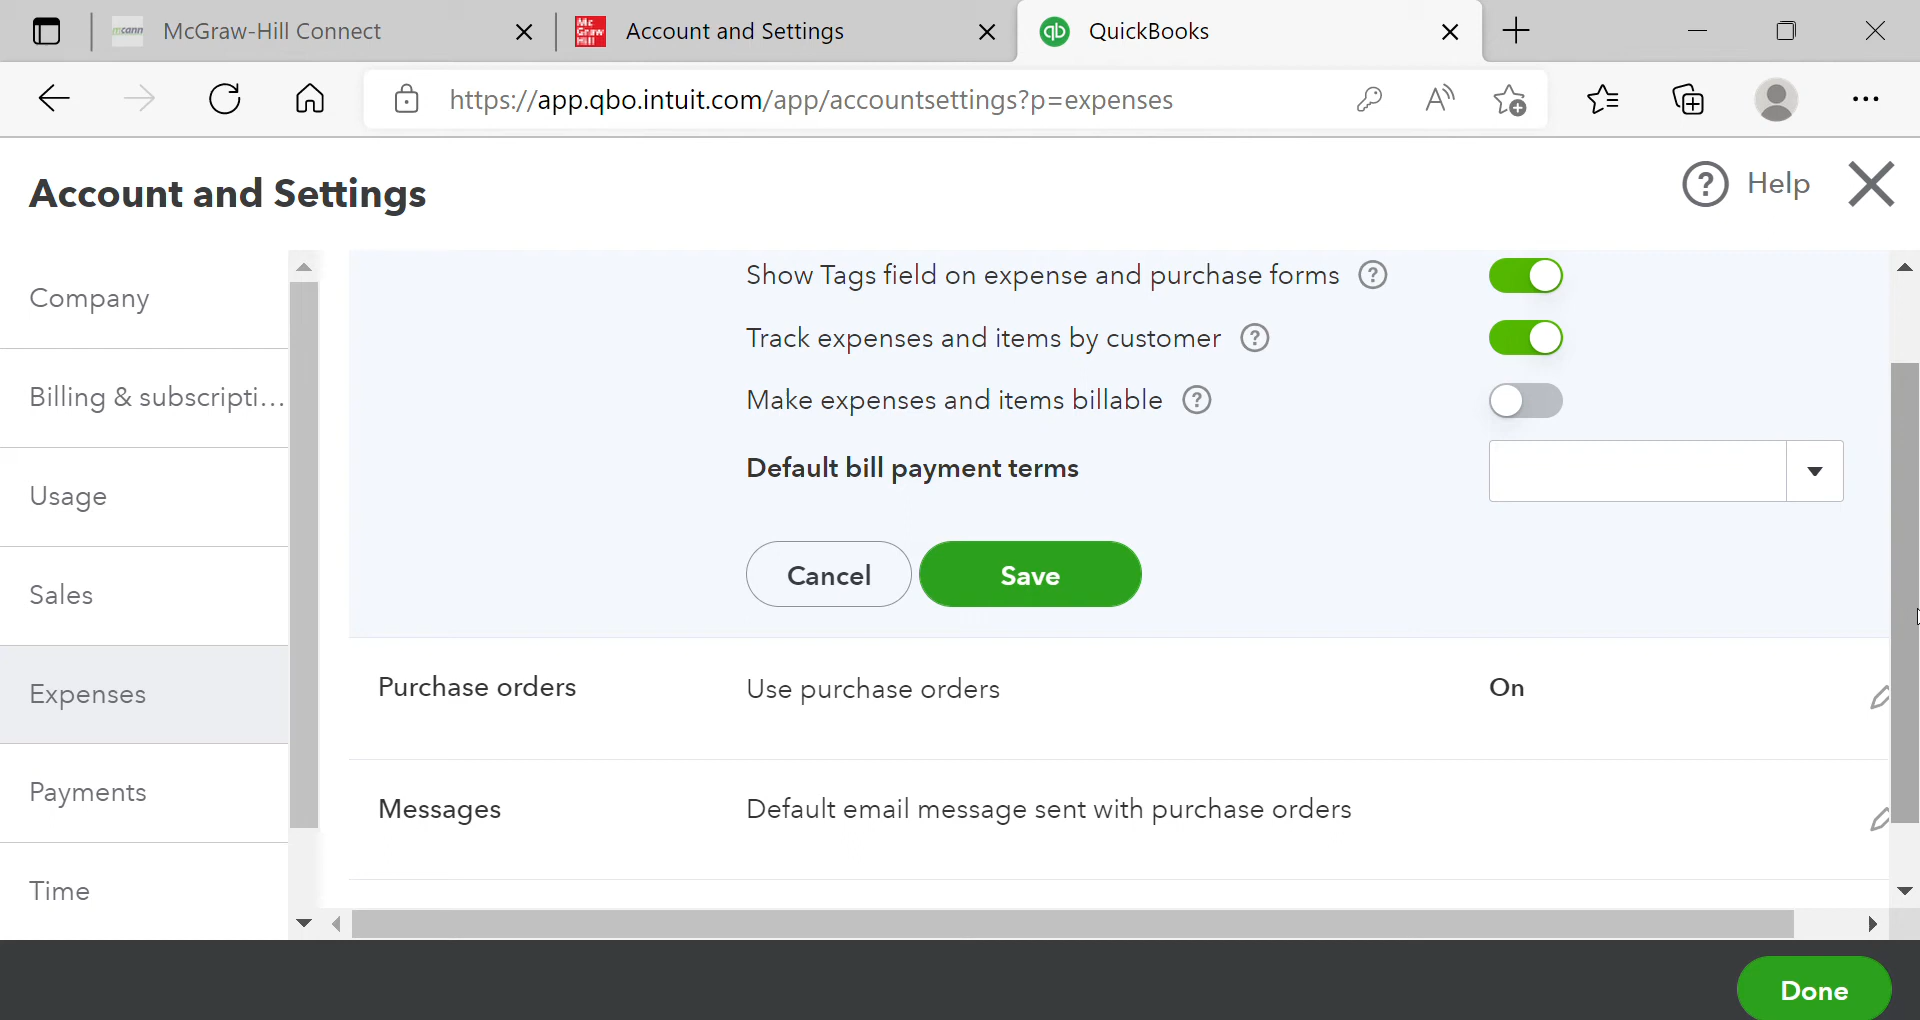 McGraw-Hill Connect
Account and Settings
QuickBooks
https://app.qbo.intuit.com/app/accountsettings?p=expenses
Account and Settings
Help
Company
Billing & subscripti...
Usage
Sales
Expenses
Payments
Time
Show Tags field on expense and purchase forms
Track expenses and items by customer
Make expenses and items billable
Default bill payment terms
Cancel
Save
Purchase orders
Use purchase orders
On
Messages
Default email message sent with purchase orders
Done